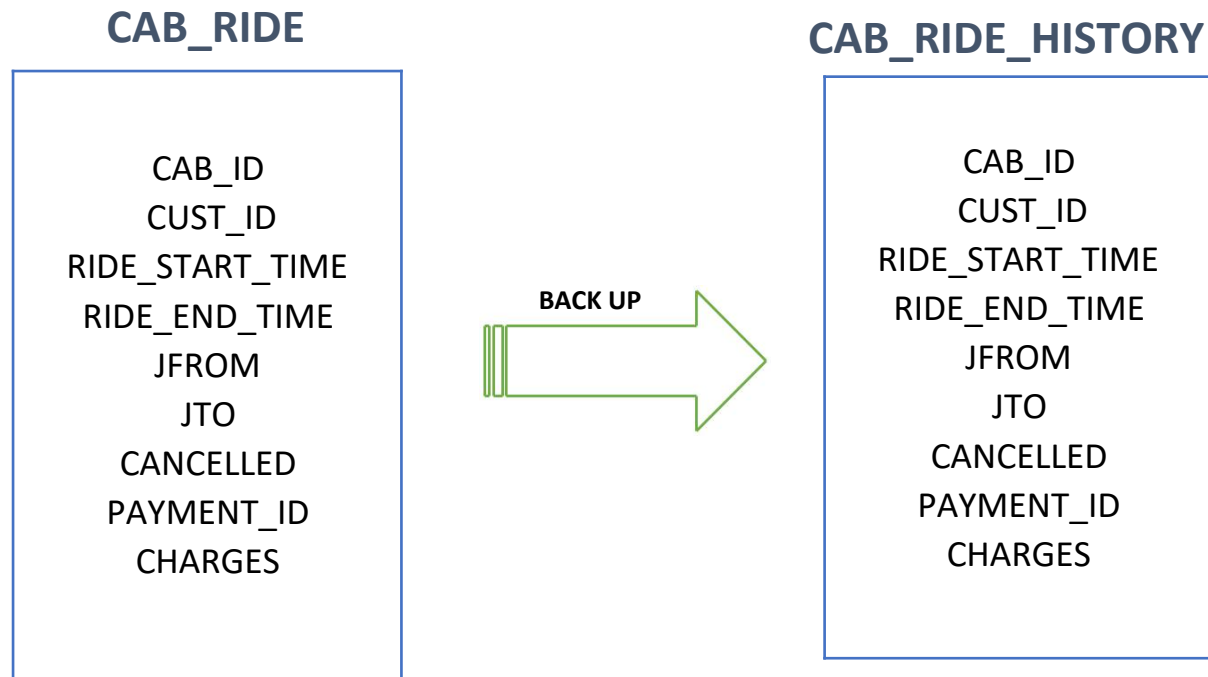 CAB_RIDE
CAB_ID
CUST_ID
RIDE_START_TIME
RIDE_END_TIME
JFROM
JTO
CANCELLED
PAYMENT_ID
CHARGES
BACK UP
CAB_RIDE_HISTORY
CAB_ID
CUST_ID
RIDE_START_TIME
RIDE_END_TIME
JFROM
JTO
CANCELLED
PAYMENT_ID
CHARGES